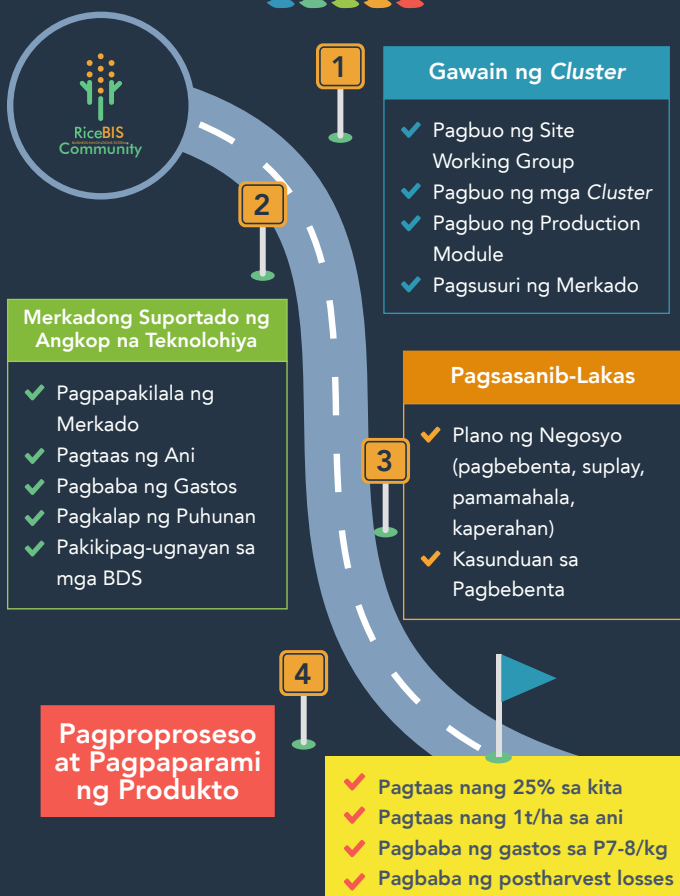 RiceBIS
Community
1
Gawain ng Cluster
Pagbuo ng Site
Working Group
Pagbuo ng mga Cluster
Pagbuo ng Production
Module
Pagsusuri ng Merkado
2
Merkadong Suportado ng
Angkop na Teknolohiya
Pagpapakilala ng
Merkado
Pagtaas ng Ani
Pagbaba ng Gastos
Pagkalap ng Puhunan
Pakikipag-ugnayan sa
mga BDS
3
Pagsasanib-Lakas
Plano ng Negosyo
(pagbebenta, suplay,
pamamahala,
kaperahan)
Kasunduan sa
Pagbebenta
4
Pagproproseso
at Pagpaparami
ng Produkto
Pagtaas nang 25% sa kita
Pagtaas nang 1t/ha sa ani
Pagbaba ng gastos sa P7-8/kg
Pagbaba ng postharvest losses